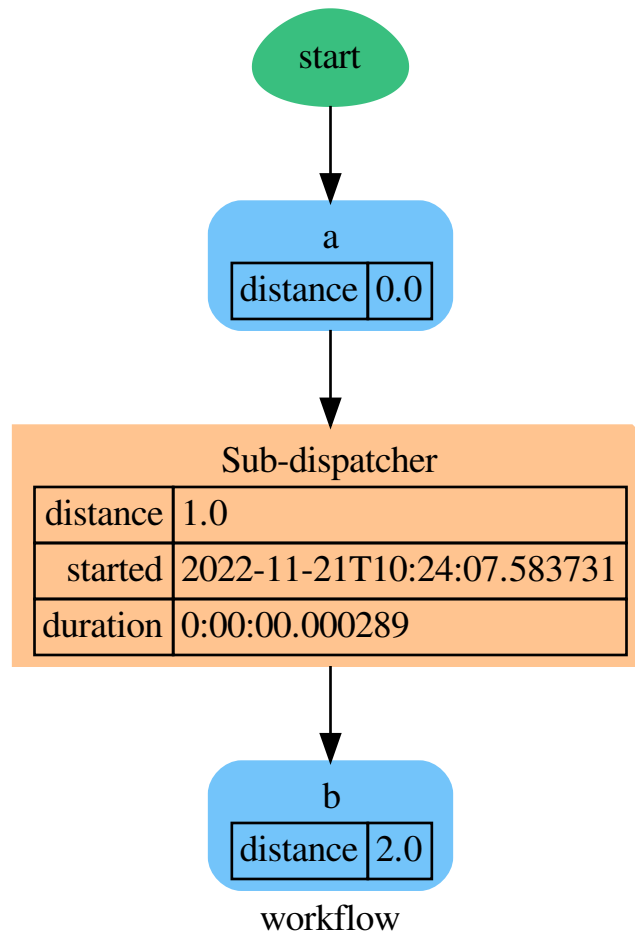 start
a
distance 0.0
Sub-dispatcher
distance 1.0
started 2022-11-21T10:24:07.583731
duration 0:00:00.000289
b
distance 2.0
workflow